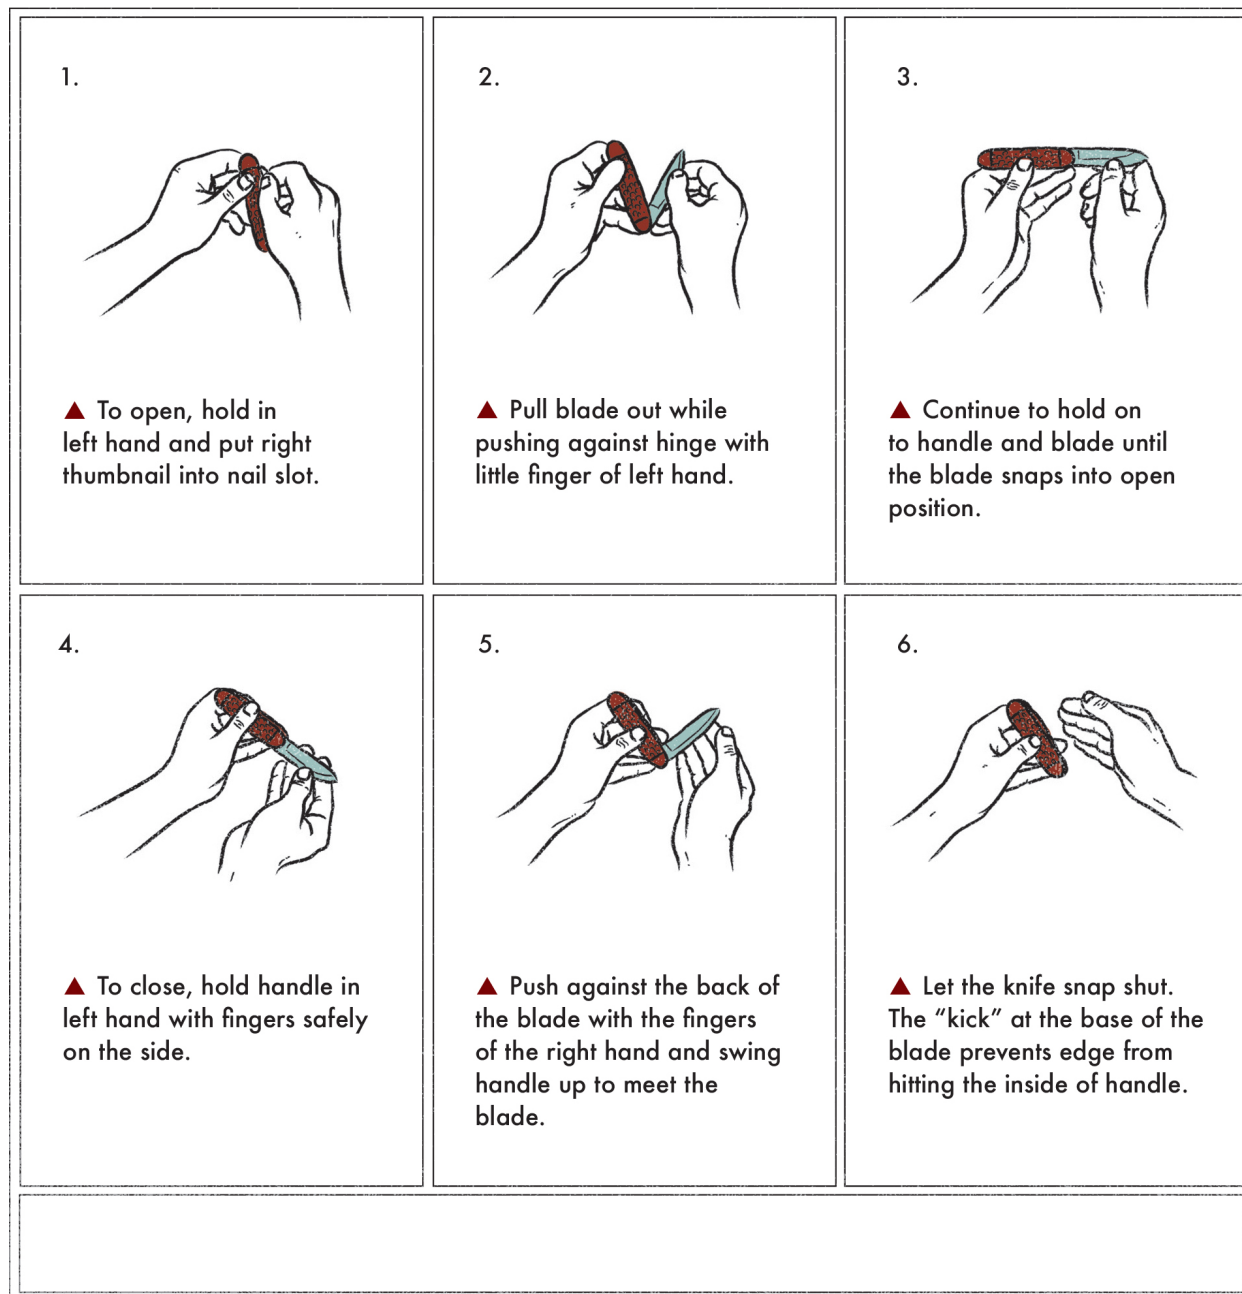 1.
▲ To open, hold in
left hand and put right
thumbnail into nail slot.
2.
▲ Pull blade out while
pushing against hinge with
little finger of left hand.
3.
▲ Continue to hold on
to handle and blade until
the blade snaps into open
position.
4.
▲ To close, hold handle in
left hand with fingers safely
on the side.
5.
▲ Push against the back of
the blade with the fingers
of the right hand and swing
handle up to meet the
blade.
6.
▲ Let the knife snap shut.
The “kick” at the base of the
blade prevents edge from
hitting the inside of handle.